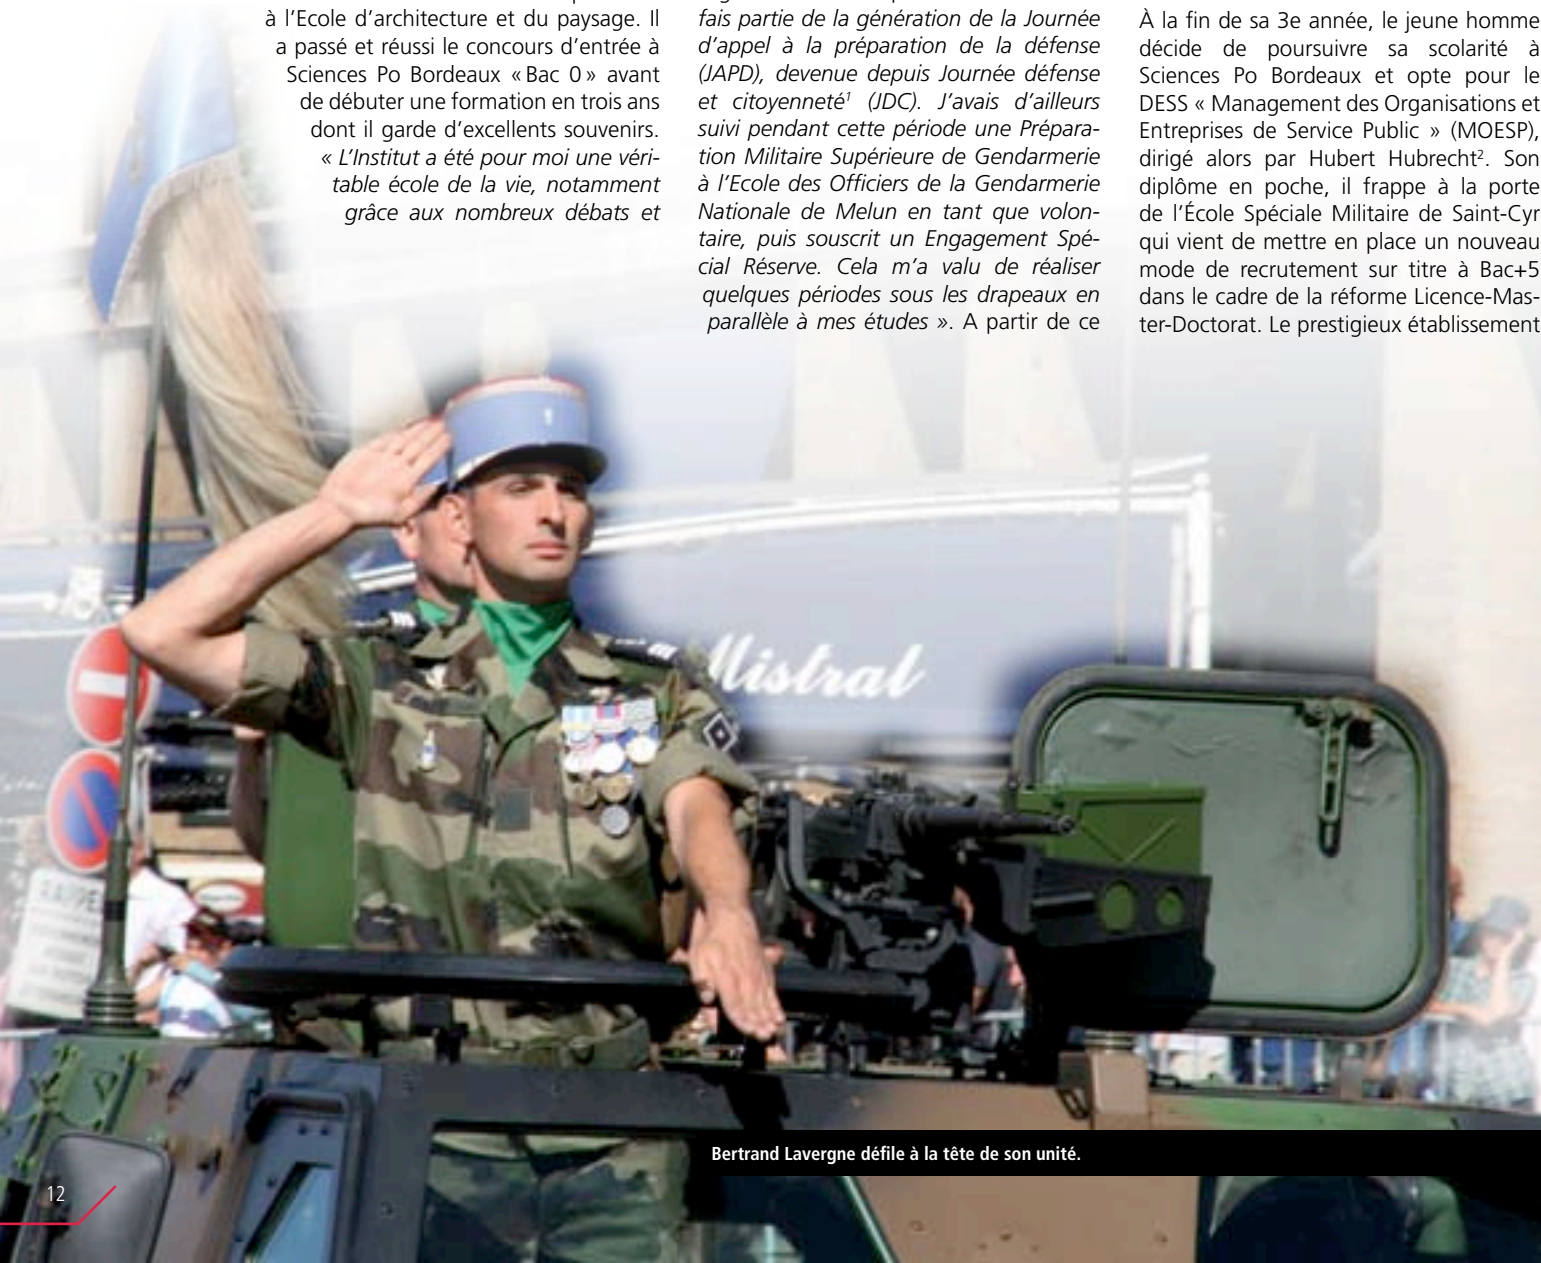 à l'Ecole d'architecture et du paysage. Il
a passé et réussi le concours d'entrée à
Sciences Po Bordeaux « Bac 0 » avant
de débuter une formation en trois ans
dont il garde d'excellents souvenirs.
« L'Institut a été pour moi une véri-
table école de la vie, notamment
grâce aux nombreux débats et
fais partie de la génération de la Journée
d'appel à la préparation de la défense
(JAPD), devenue depuis Journée défense
et citoyenneté¹ (JDC). J'avais d'ailleurs
suivi pendant cette période une Prépara-
tion Militaire Supérieure de Gendarmerie
à l'Ecole des Officiers de la Gendarmerie
Nationale de Melun en tant que volon-
taire, puis souscrit un Engagement Spé-
cial Réserve. Cela m'a valu de réaliser
quelques périodes sous les drapeaux en
parallèle à mes études ». A partir de ce
À la fin de sa 3e année, le jeune homme
décide de poursuivre sa scolarité à
Sciences Po Bordeaux et opte pour le
DESS « Management des Organisations et
Entreprises de Service Public » (MOESP),
dirigé alors par Hubert Hubrecht². Son
diplôme en poche, il frappe à la porte
de l'École Spéciale Militaire de Saint-Cyr
qui vient de mettre en place un nouveau
mode de recrutement sur titre à Bac+5
dans le cadre de la réforme Licence-Mas-
ter-Doctorat. Le prestigieux établissement
1
Mistral
RAPPEL
Bertrand Lavergne défile à la tête de son unité.
12